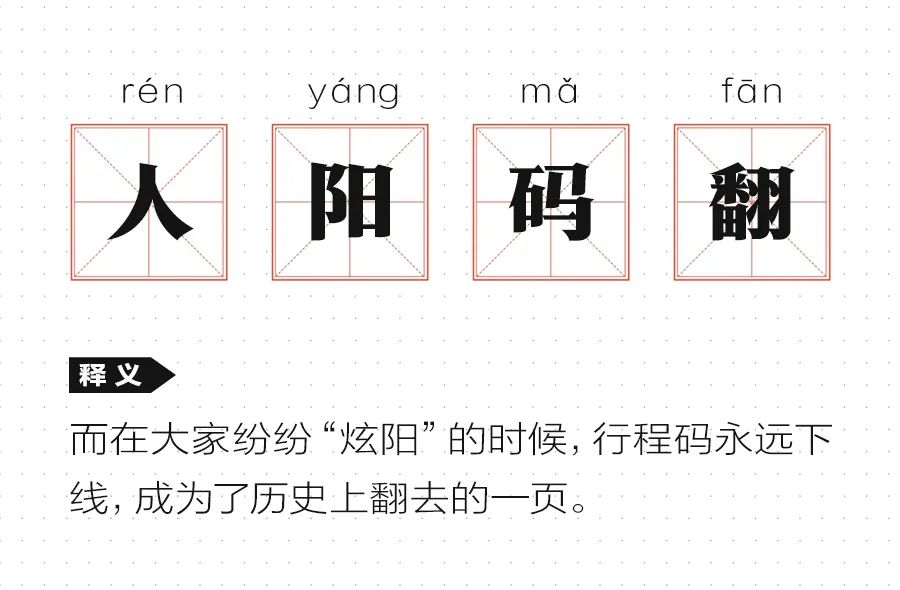 rén yáng mǎ fān
人 阳 码 翻
释义
而在大家纷纷“炫阳”的时候，行程码永远下
线，成为了历史上翻去的一页。